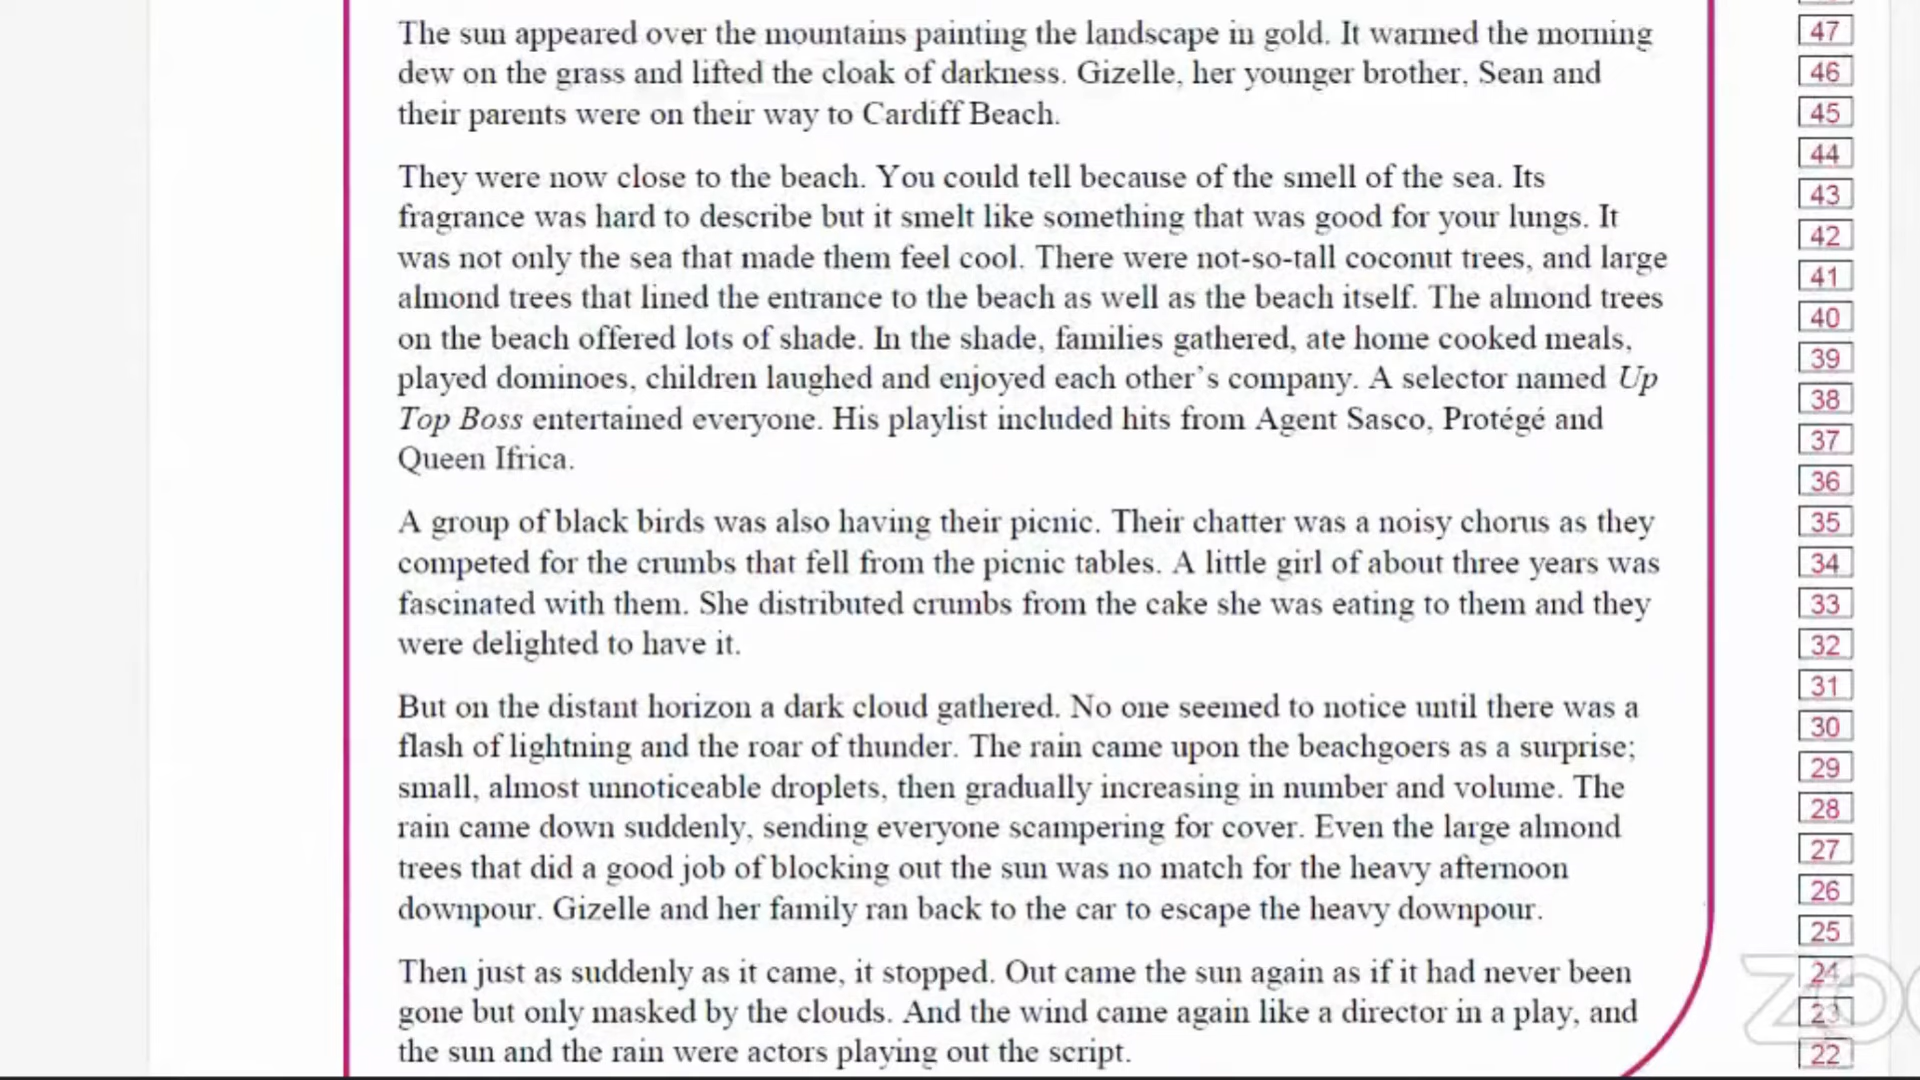 The sun appeared over the mountains painting the landscape in gold. It warmed the morning
dew on the grass and lifted the cloak of darkness. Gizelle, her younger brother, Sean and
their parents were on their way to Cardiff Beach.
They were now close to the beach. You could tell because of the smell of the sea. Its
fragrance was hard to describe but it smelt like something that was good for your lungs. It
was not only the sea that made them feel cool. There were not-so-tall coconut trees, and large
almond trees that lined the entrance to the beach as well as the beach itself. The almond trees
on the beach offered lots of shade. In the shade, families gathered, ate home cooked meals,
played dominoes, children laughed and enjoyed each other's company. A selector named Up
Top Boss entertained everyone. His playlist included hits from Agent Sasco, Protégé and
Queen Ifrica.
A group of black birds was also having their picnic. Their chatter was a noisy chorus as they
competed for the crumbs that fell from the picnic tables. A little girl of about three years was
fascinated with them. She distributed crumbs from the cake she was eating to them and they
were delighted to have it.
But on the distant horizon a dark cloud gathered. No one seemed to notice until there was a
flash of lightning and the roar of thunder. The rain came upon the beachgoers as a surprise;
small, almost unnoticeable droplets, then gradually increasing in number and volume. The
rain came down suddenly, sending everyone scampering for cover. Even the large almond
trees that did a good job of blocking out the sun was no match for the heavy afternoon
downpour. Gizelle and her family ran back to the car to escape the heavy downpour.
Then just as suddenly as it came, it stopped. Out came the sun again as if it had never been
gone but only masked by the clouds. And the wind came again like a director in a play, and
the sun and the rain were actors playing out the script.
47
46
45
44
43
42
41
40
39
38
37
36
35
34
33
32
31
30
29
28
27
26
25
24
23
22